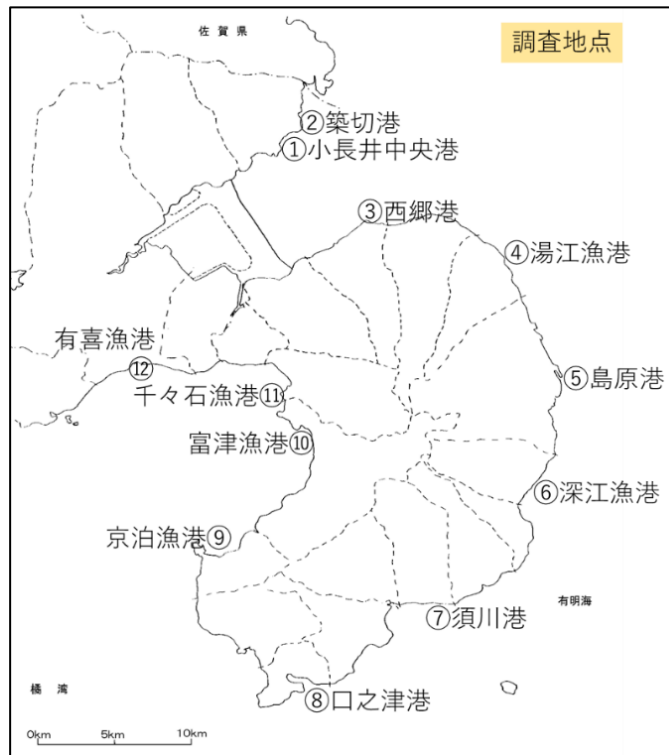 佐賀県
調査地点
②築切港
①小長井中央港
③西郷港
④湯江漁港
有喜漁港
⑫
千々石漁港⑪
⑤島原港
富津漁港⑩
⑥深江漁港
京泊漁港⑨
有明海
⑦須川港
橘湾
⑧口之津港
0km 5km 10km